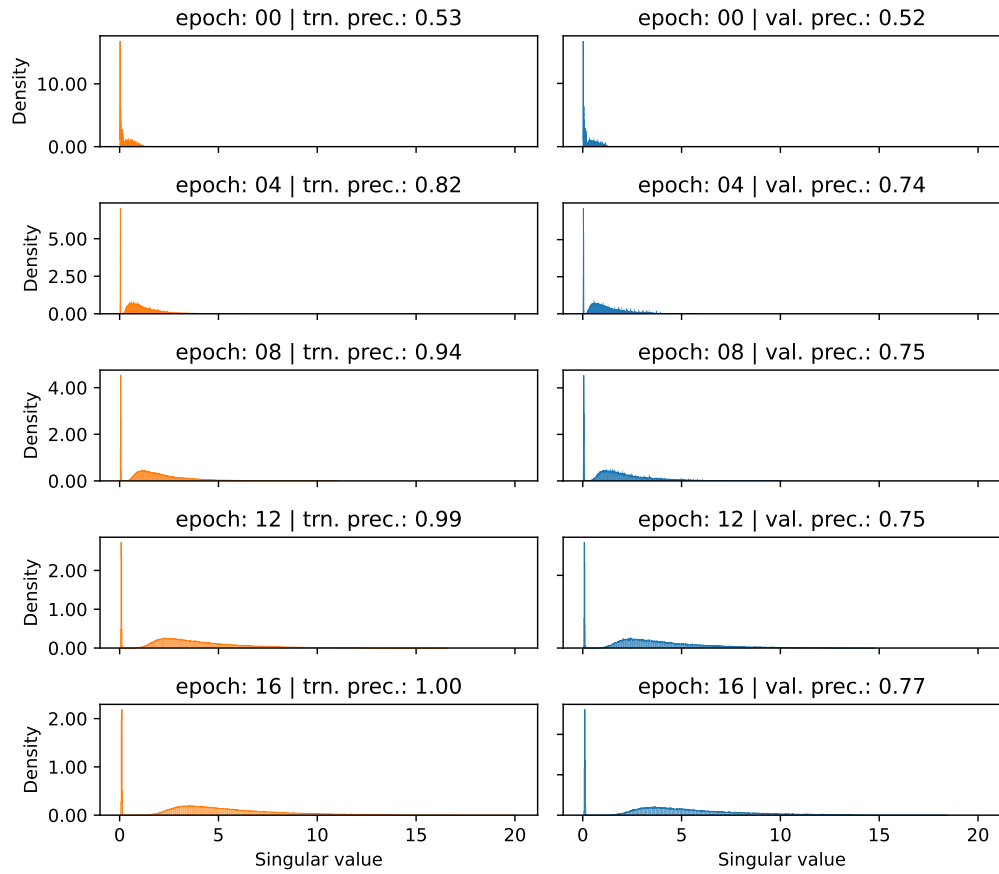 epoch: 00 | trn. prec.: 0.53
epoch: 00 | val. prec.: 0.52
Density
10.00
0.00
0 5 10 15 20
0 5 10 15 20
epoch: 04 | trn. prec.: 0.82
epoch: 04 | val. prec.: 0.74
Density
5.00
2.50
0.00
epoch: 08 | trn. prec.: 0.94
epoch: 08 | val. prec.: 0.75
Density
4.00
2.00
0.00
epoch: 12 | trn. prec.: 0.99
epoch: 12 | val. prec.: 0.75
Density
2.00
1.00
0.00
epoch: 16 | trn. prec.: 1.00
epoch: 16 | val. prec.: 0.77
Density
2.00
1.00
0.00
Singular value
Singular value